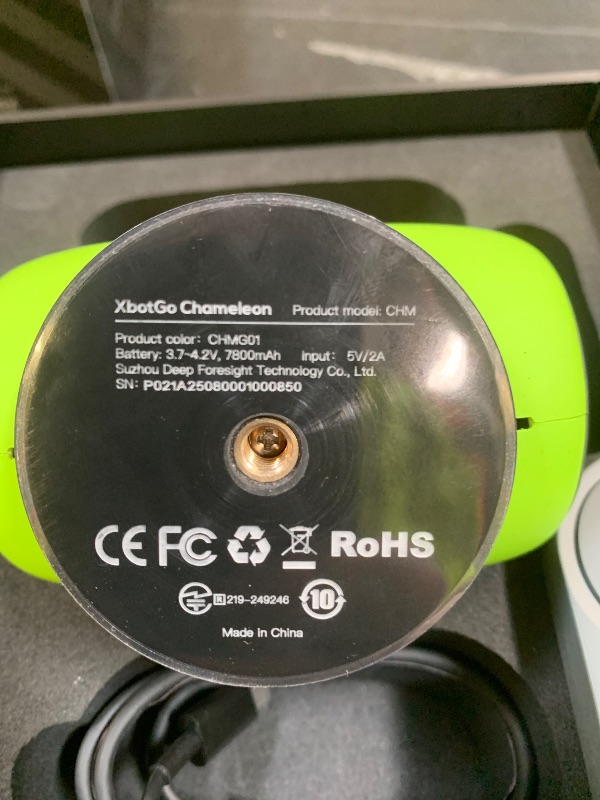 XbotGo Chameleon Product model: CHM
Product color: CHMG01
Battery: 3.7~4.2V, 7800mAh Input: 5V/2A
Suzhou Deep Foresight Technology Co., Ltd.
SN: P021A25080001000850
CE FC RoHS
R 219-249246 10
Made in China